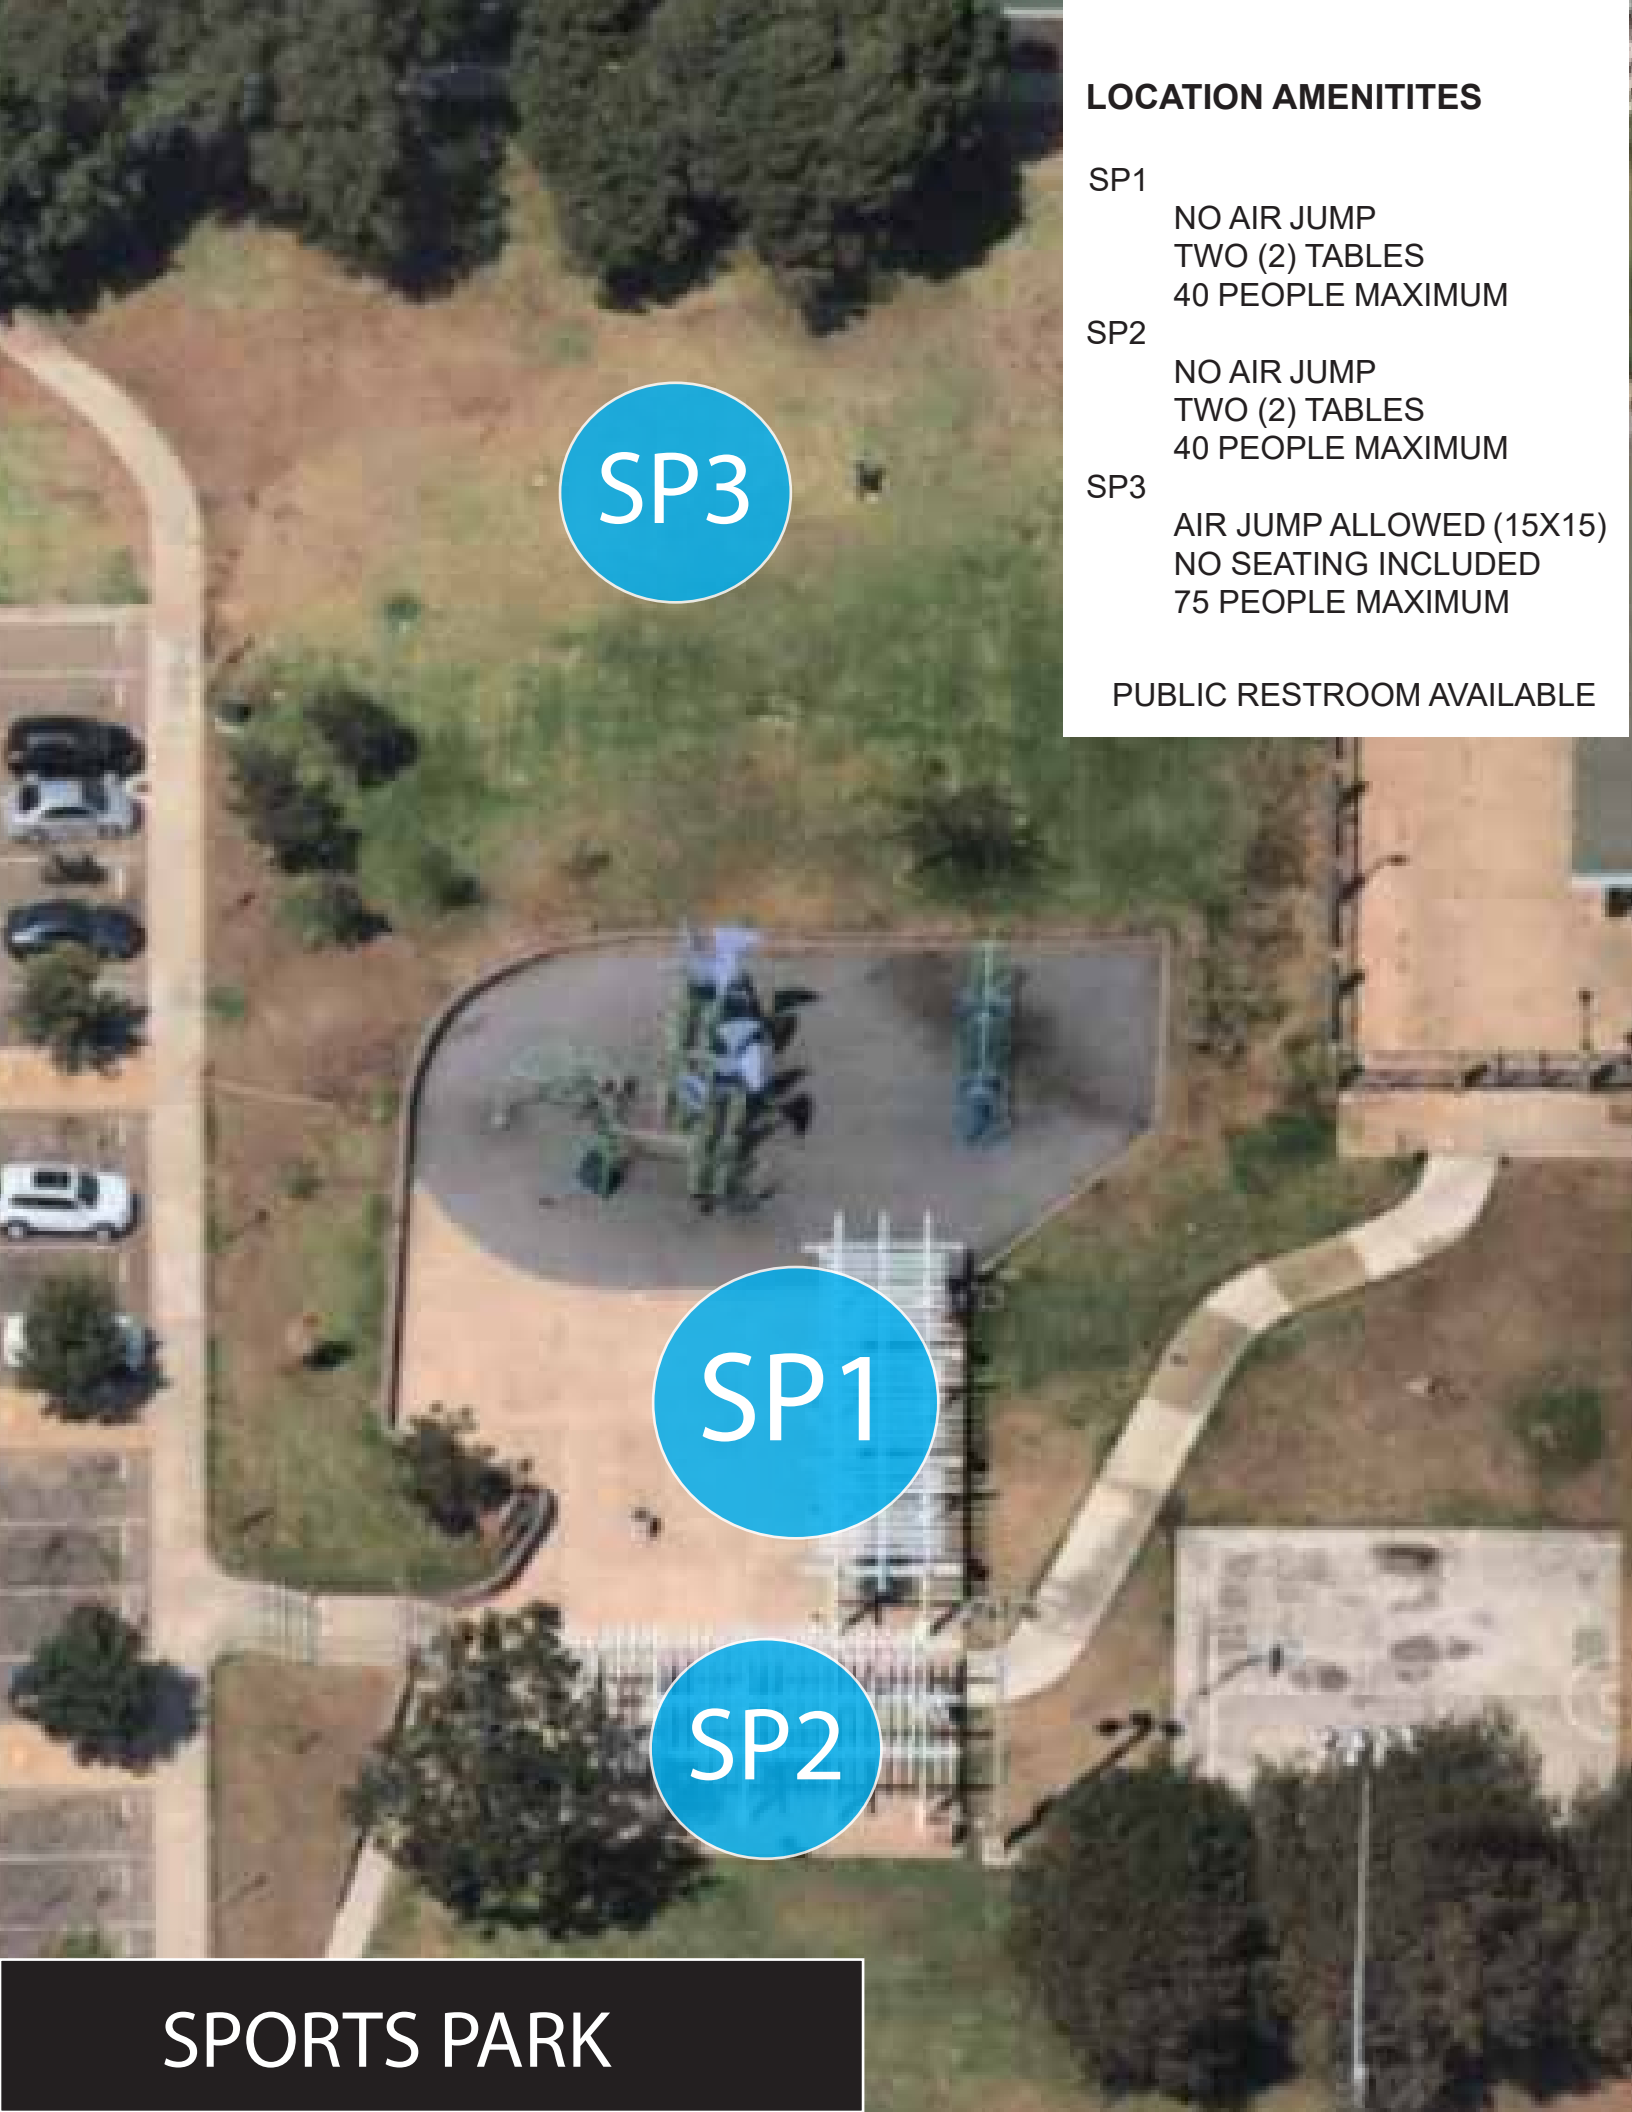 LOCATION AMENITITES
SP1
NO AIR JUMP
TWO (2) TABLES
40 PEOPLE MAXIMUM
SP2
NO AIR JUMP
TWO (2) TABLES
40 PEOPLE MAXIMUM
SP3
AIR JUMP ALLOWED (15X15)
NO SEATING INCLUDED
75 PEOPLE MAXIMUM
PUBLIC RESTROOM AVAILABLE
SP3
SP1
SP2
SPORTS PARK